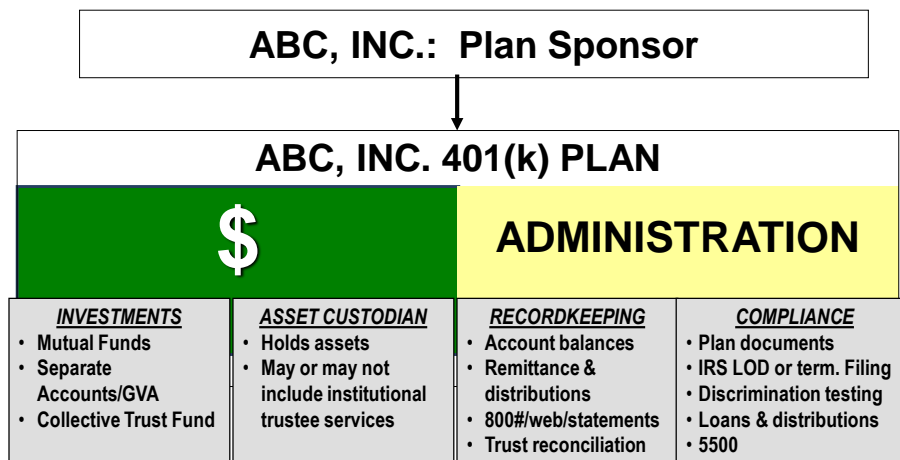 ABC, INC.: Plan Sponsor
ABC, INC. 401(k) PLAN
$
ADMINISTRATION
INVESTMENTS
• Mutual Funds
• Separate
Accounts/GVA
• Collective Trust Fund
ASSET CUSTODIAN
• Holds assets
• May or may not
include institutional
trustee services
RECORDKEEPING
• Account balances
• Remittance &
distributions
• 800#/web/statements
• Trust reconciliation
COMPLIANCE
• Plan documents
• IRS LOD or term. Filing
• Discrimination testing
• Loans & distributions
• 5500